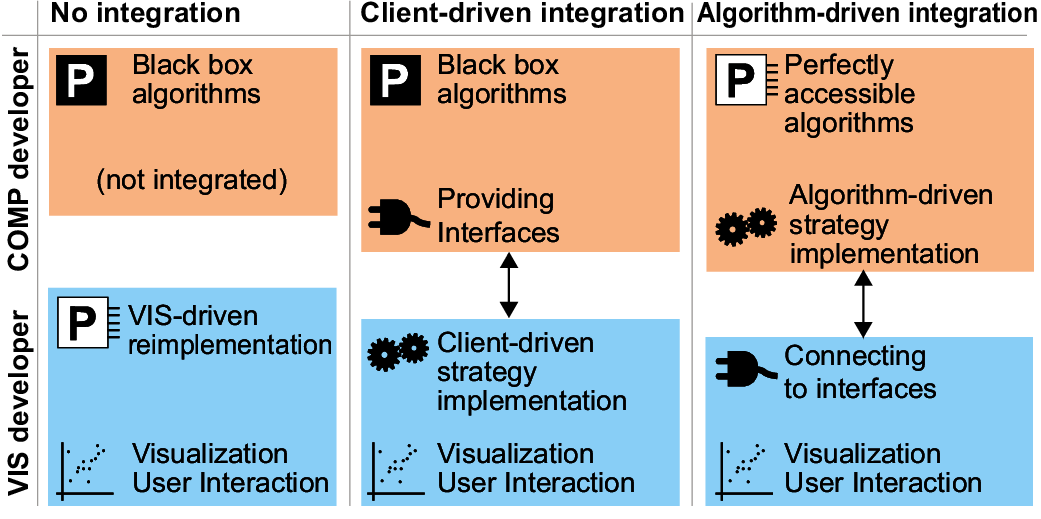 No integration
Client-driven integration
Algorithm-driven integration
COMP developer
P
Black box
algorithms
(not integrated)
P
Black box
algorithms
Providing
Interfaces
P
Perfectly
accessible
algorithms
Algorithm-driven
strategy
implementation
VIS developer
P
VIS-driven
reimplementation
Visualization
User Interaction
Client-driven
strategy
implementation
Visualization
User Interaction
Connecting
to interfaces
Visualization
User Interaction